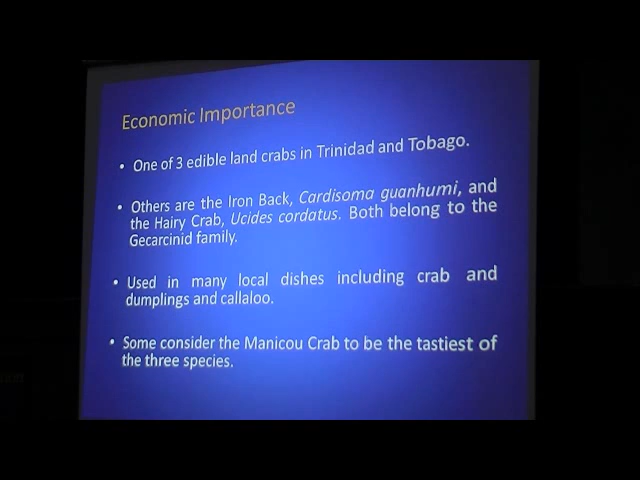 Economic Importance
• One of 3 edible land crabs in Trinidad and Tobago.
• Others are the Iron Back, Cardisoma guanhumi, and
the Hairy Crab, Ucides cordatus. Both belong to the
Gecarcinid family.
• Used in many local dishes including crab and
dumplings and callaloo.
• Some consider the Manicou Crab to be the tastiest of
the three species.